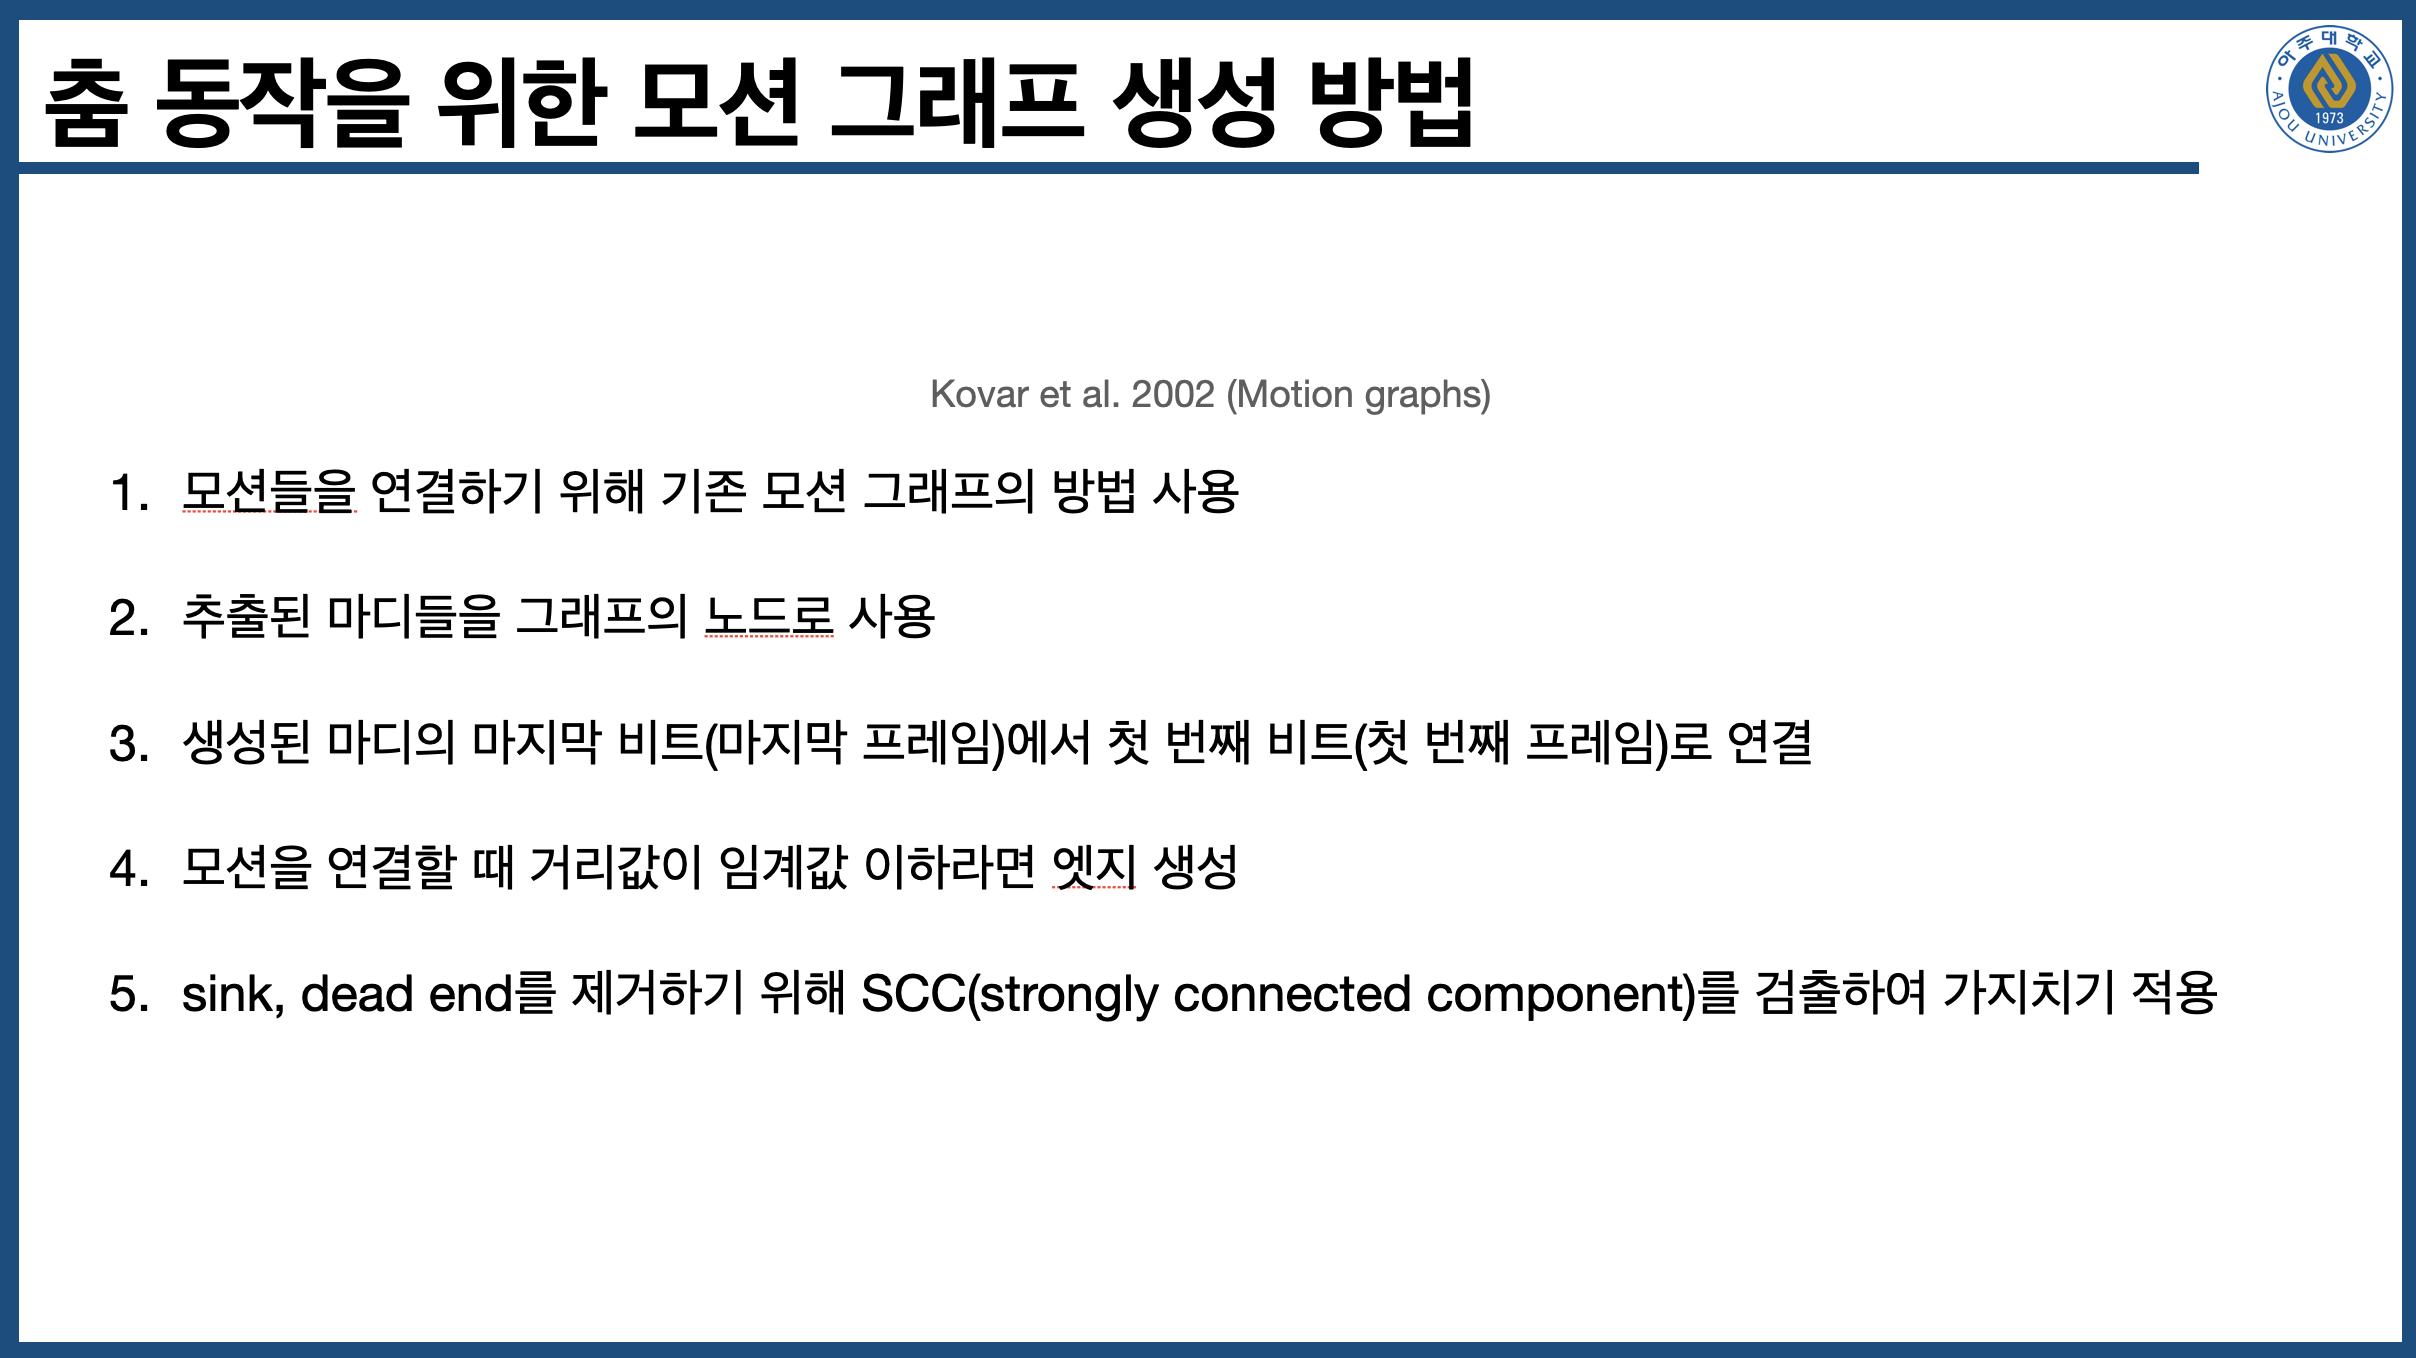 춤 동작을 위한 모션 그래프 생성 방법
아주대학교
AJOU UNIVERSITY
1973
Kovar et al. 2002 (Motion graphs)
1. 모션들을 연결하기 위해 기존 모션 그래프의 방법 사용
2. 추출된 마디들을 그래프의 노드로 사용
3. 생성된 마디의 마지막 비트(마지막 프레임)에서 첫 번째 비트(첫 번째 프레임)로 연결
4. 모션을 연결할 때 거리값이 임계값 이하라면 엣지 생성
5. sink, dead end를 제거하기 위해 SCC(strongly connected component)를 검출하여 가지치기 적용